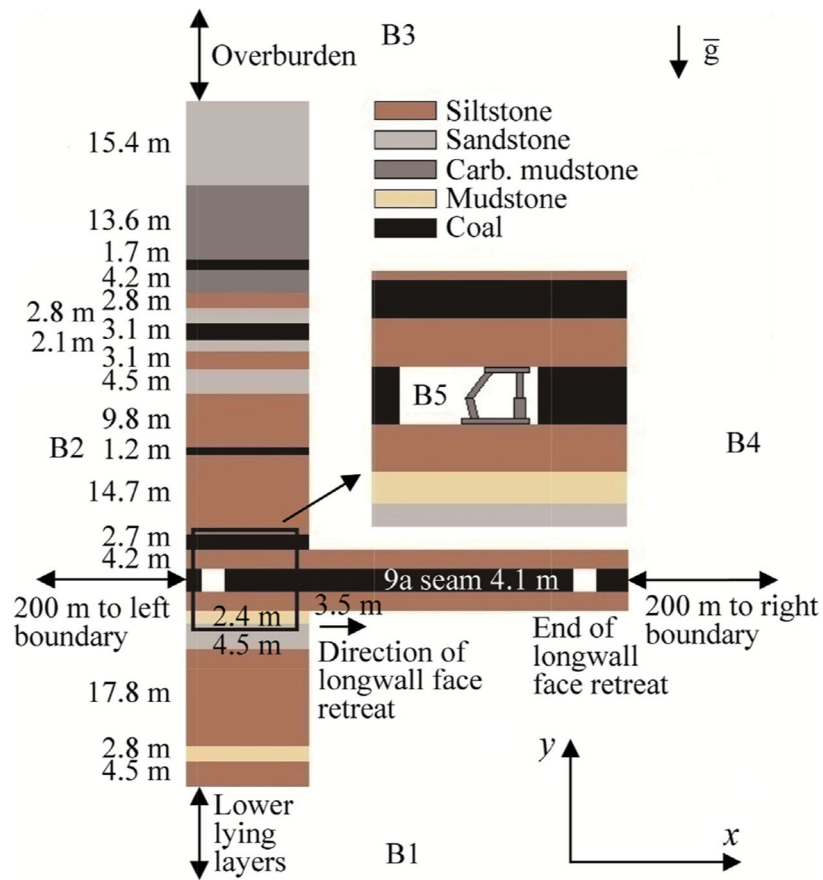 B3
Overburden
g̅
Siltstone
Sandstone
Carb. mudstone
Mudstone
Coal
15.4 m
13.6 m
1.7 m
4.2 m
2.8 m
2.8 m
3.1 m
2.1 m
3.1 m
4.5 m
9.8 m
B2
1.2 m
14.7 m
2.7 m
4.2 m
B5
B4
9a seam 4.1 m
200 m to left
boundary
2.4 m
3.5 m
4.5 m
Direction of
longwall face
retreat
End of
longwall
face retreat
200 m to right
boundary
17.8 m
2.8 m
4.5 m
Lower
lying
layers
B1
y
x